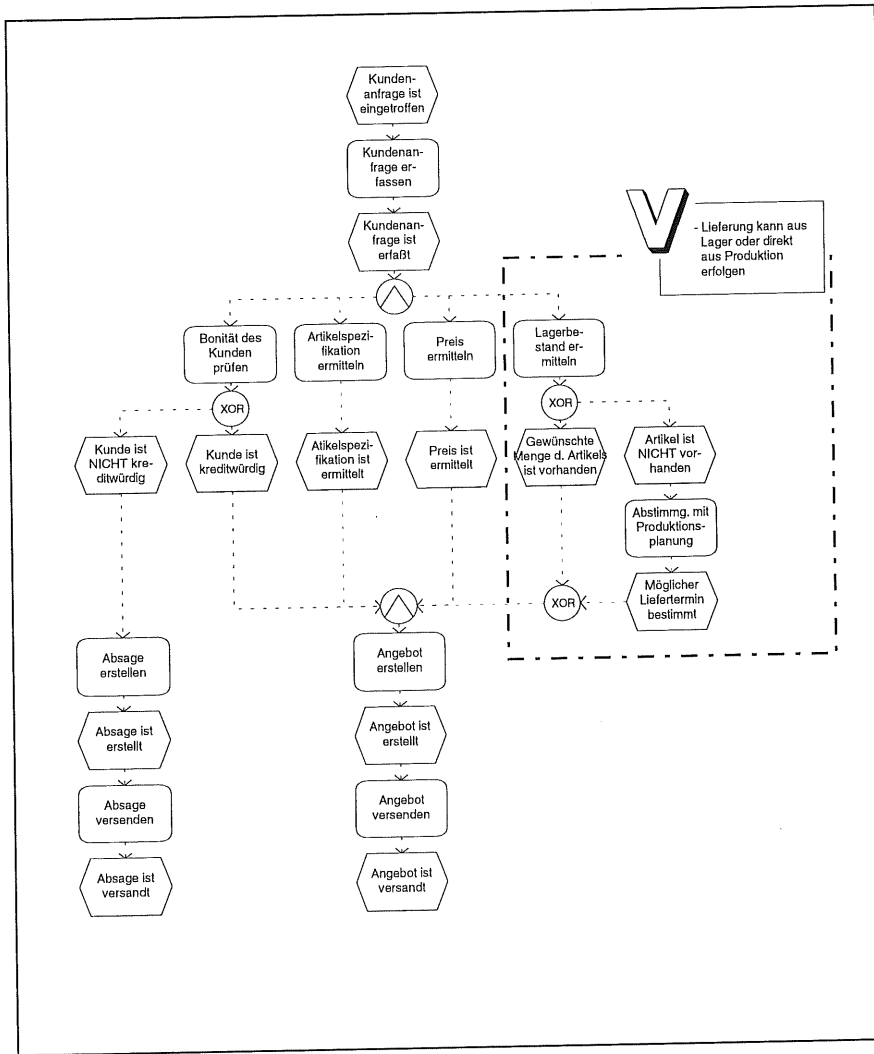 Kunden-
anfrage ist
eingetroffen
Kundenan-
frage er-
fassen
Kundenan-
frage ist
erfaßt
V
- Lieferung kann aus
Lager oder direkt
aus Produktion
erfolgen
Bonität des
Kunden
prüfen
Artikelspezi-
fikation
ermitteln
Preis
ermitteln
Lagerbe-
stand er-
mitteln
XOR
XOR
Kunde ist
NICHT kre-
ditwürdig
Kunde ist
kreditwürdig
Atikelspezi-
fikation ist
ermittelt
Preis ist
ermittelt
Gewünschte
Menge d. Artikels
ist vorhanden
Artikel ist
NICHT vor-
handen
Abstimmg. mit
Produktions-
planung
XOR
Möglicher
Liefertermin
bestimmt
Absage
erstellen
Angebot
erstellen
Absage ist
erstellt
Angebot ist
erstellt
Absage
versenden
Angebot
versenden
Absage ist
versandt
Angebot ist
versandt